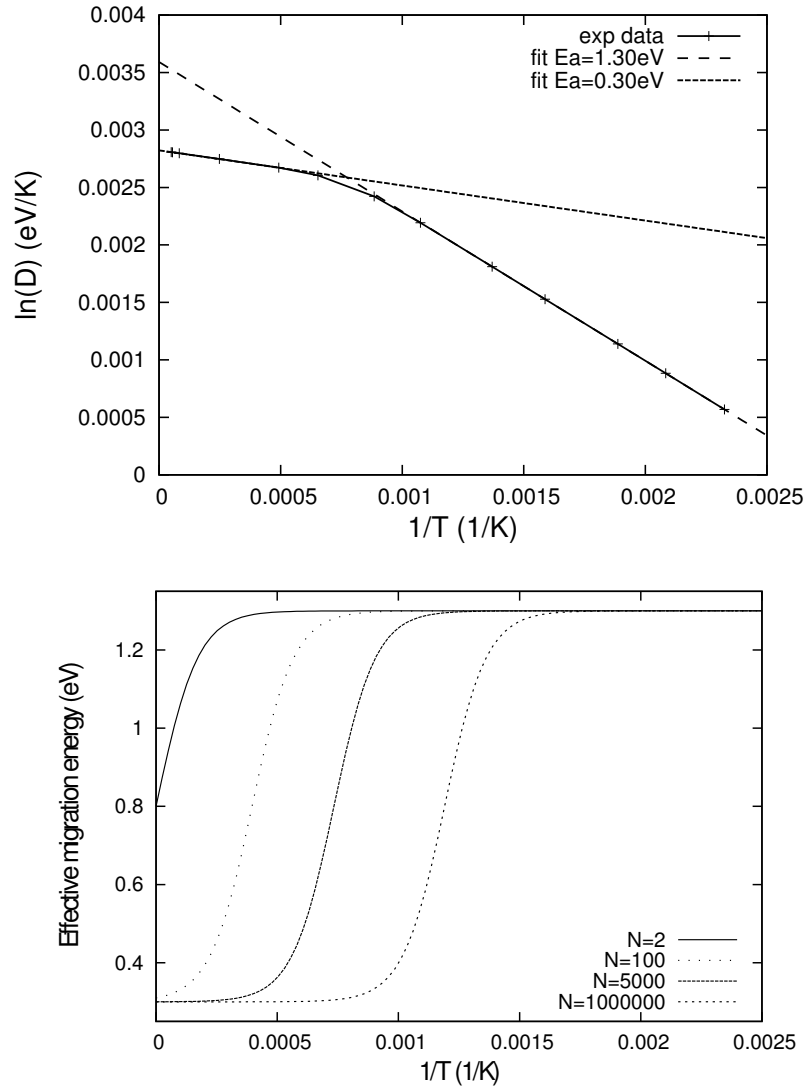 0.004
0.0035
0.003
0.0025
0.002
0.0015
0.001
0.0005
0
ln(D) (eV/K)
exp data
fit Ea=1.30eV
fit Ea=0.30eV
0 0.0005 0.001 0.0015 0.002 0.0025
1/T (1/K)
1.2
1
0.8
0.6
0.4
Effective migration energy (eV)
N=2
N=100
N=5000
N=1000000
0 0.0005 0.001 0.0015 0.002 0.0025
1/T (1/K)